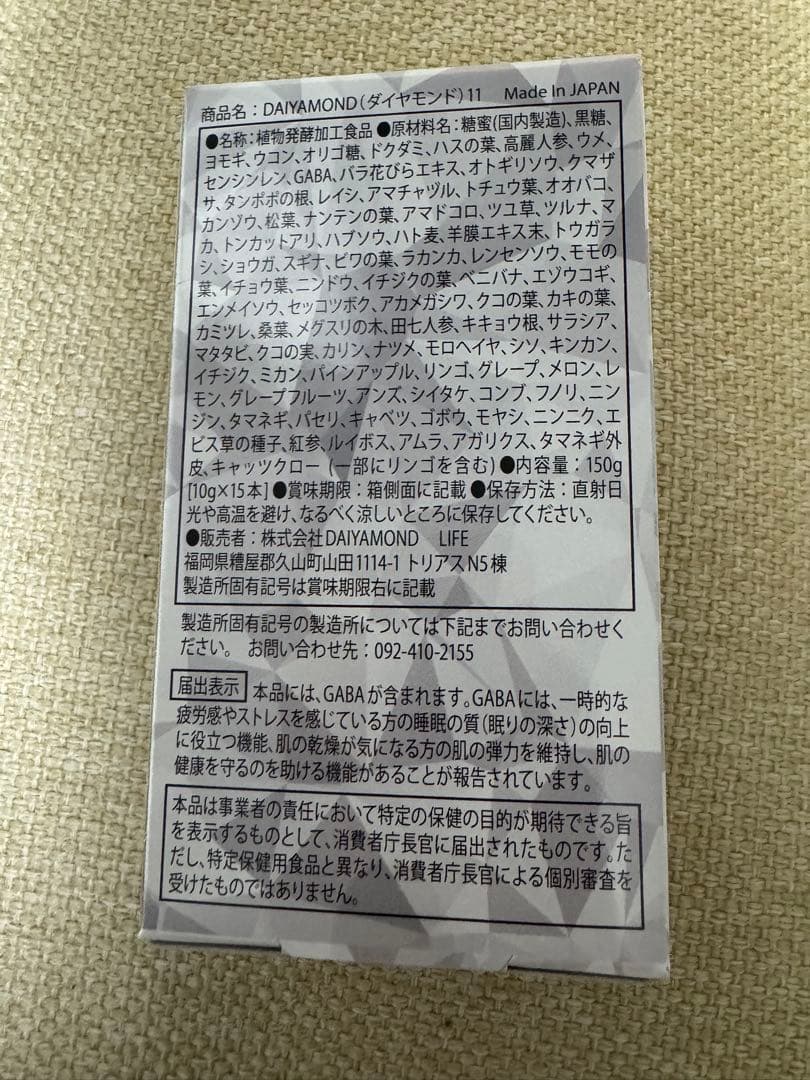 商品名：DAIYAMOND（ダイヤモンド）11 Made In JAPAN
●名称：植物発酵加工食品 ●原材料名：糖蜜(国内製造)、黒糖、
ヨモギ、ウコン、オリゴ糖、ドクダミ、ハスの葉、高麗人参、ウメ、
センシンレン、GABA、バラ花びらエキス、オトギリソウ、クマザ
サ、タンポポの根、レイシ、アマチャヅル、トチュウ葉、オオバコ、
カンゾウ、松葉、ナンテンの葉、アマドコロ、ツユ草、ツルナ、マ
カ、トンカットアリ、ハブソウ、ハト麦、羊膜エキス末、トウガラ
シ、ショウガ、スギナ、ビワの葉、ラカンカ、レンセンソウ、モモの
葉、イチョウ葉、ニンドウ、イチジクの葉、ベニバナ、エゾウコギ、
エンメイソウ、セッコツボク、アカメガシワ、クコの葉、カキの葉、
カミツレ、桑葉、メグスリの木、田七人参、キキョウ根、サラシア、
マタタビ、クコの実、カリン、ナツメ、モロヘイヤ、シソ、キンカン、
イチジク、ミカン、パインアップル、リンゴ、グレープ、メロン、レ
モン、グレープフルーツ、アンズ、シイタケ、コンブ、フノリ、ニン
ジン、タマネギ、パセリ、キャベツ、ゴボウ、モヤシ、ニンニク、エ
ビス草の種子、紅参、ルイボス、アムラ、アガリクス、タマネギ外
皮、キャッツクロー (一部にリンゴを含む) ●内容量：150g
[10g×15本] ●賞味期限：箱側面に記載 ●保存方法：直射日
光や高温を避け、なるべく涼しいところに保存してください。
●販売者：株式会社DAIYAMOND LIFE
福岡県糟屋郡久山町山田1114-1 トリアスN5棟
製造所固有記号は賞味期限右に記載
製造所固有記号の製造所については下記までお問い合わせく
ださい。 お問い合わせ先：092-410-2155
届出表示 本品には、GABAが含まれます。GABAには、一時的な
疲労感やストレスを感じている方の睡眠の質（眠りの深さ）の向上
に役立つ機能、肌の乾燥が気になる方の肌の弾力を維持し、肌の
健康を守るのを助ける機能があることが報告されています。
本品は事業者の責任において特定の保健の目的が期待できる旨
を表示するものとして、消費者庁長官に届出されたものです。た
だし、特定保健用食品と異なり、消費者庁長官による個別審査を
受けたものではありません。